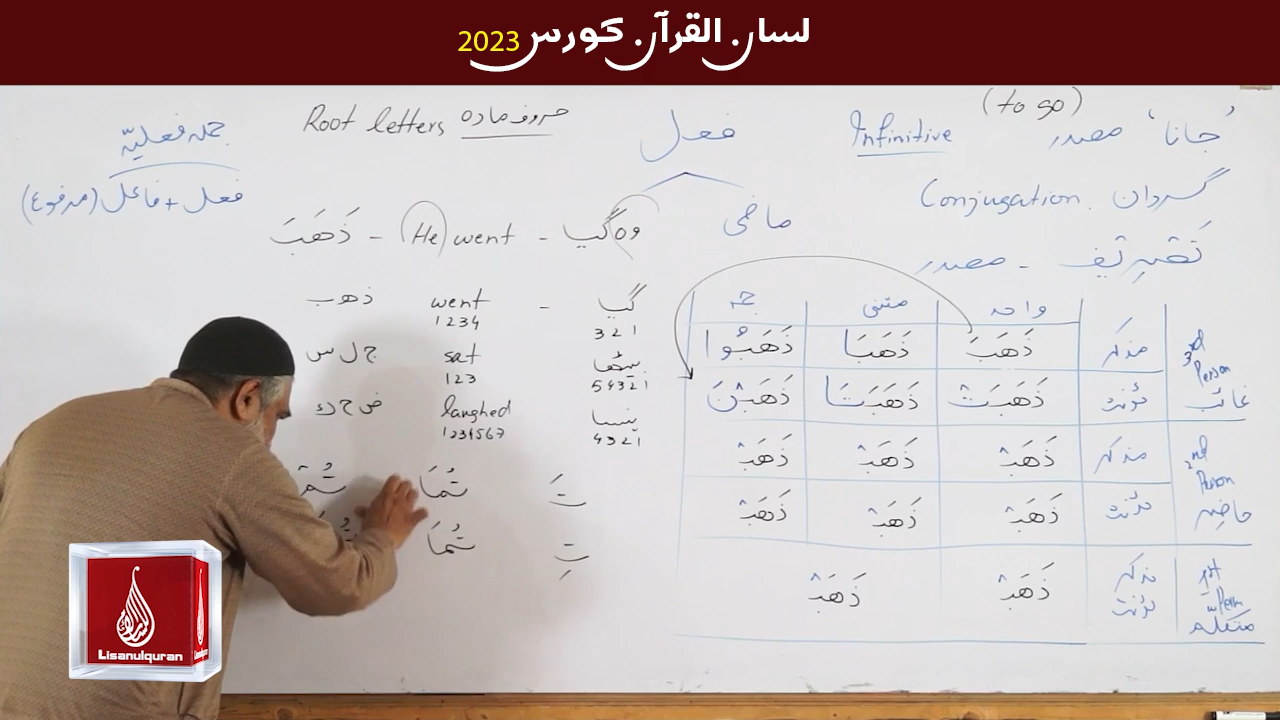 لسان القرآن کورس 2023
(to go)
'جانا' مصدر Infinitive
فعل
حروف مادہ Root letters
جملہ فعلیّہ
گردان Conjugation
فعل + فاعل (مرفوع)
ماضی
وہ گیا - He went - ذَهَبَ
تَصْرِیْف - مصدر
گیا - went ذهب
321 1234
بیٹھا sat ج ل س
54321 123
ہنسا laughed ض ح ك
4321 1234567
تَ تُمَا تُمْ
تِ تُمَا
واحد مثنی جمع
3rd Person غائب
مذکر ذَهَبَ ذَهَبَا ذَهَبُوْا
مؤنث ذَهَبَتْ ذَهَبَتَا ذَهَبْنَ
2nd Person حاضر
مذکر ذَهَبْ ذَهَبْ ذَهَبْ
مؤنث ذَهَبْ ذَهَبْ ذَهَبْ
1st Person متکلم
مذکر مؤنث ذَهَبْ ذَهَبْ
Lisanulquran